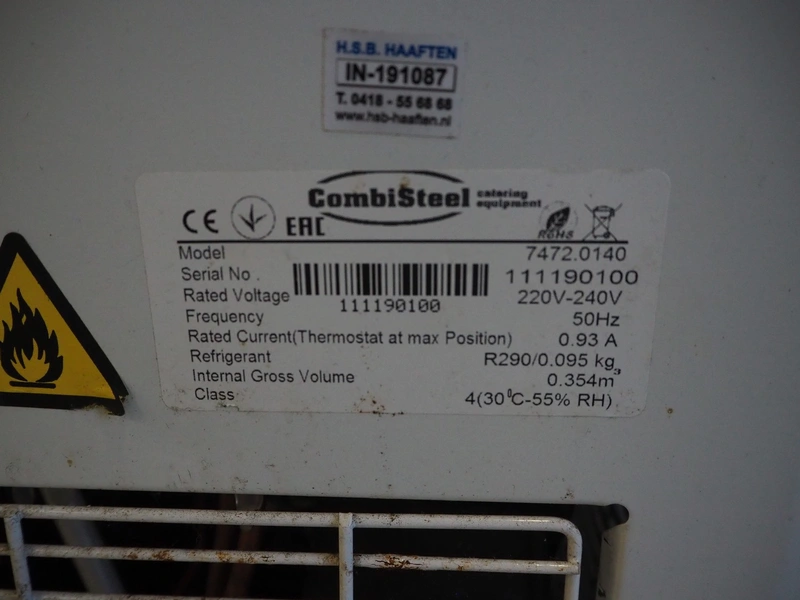 H.S.B. HAAFTEN
IN-191087
T. 0418 - 55 68 68
www.hsb-haaften.nl
CombiSteel catering equipment
CE EAC RoHS
Model 7472.0140
Serial No . 111190100
111190100
Rated Voltage 220V-240V
Frequency 50Hz
Rated Current(Thermostat at max Position) 0.93 A
Refrigerant R290/0.095 kg
Internal Gross Volume 0.354m³
Class 4(30⁰C-55% RH)